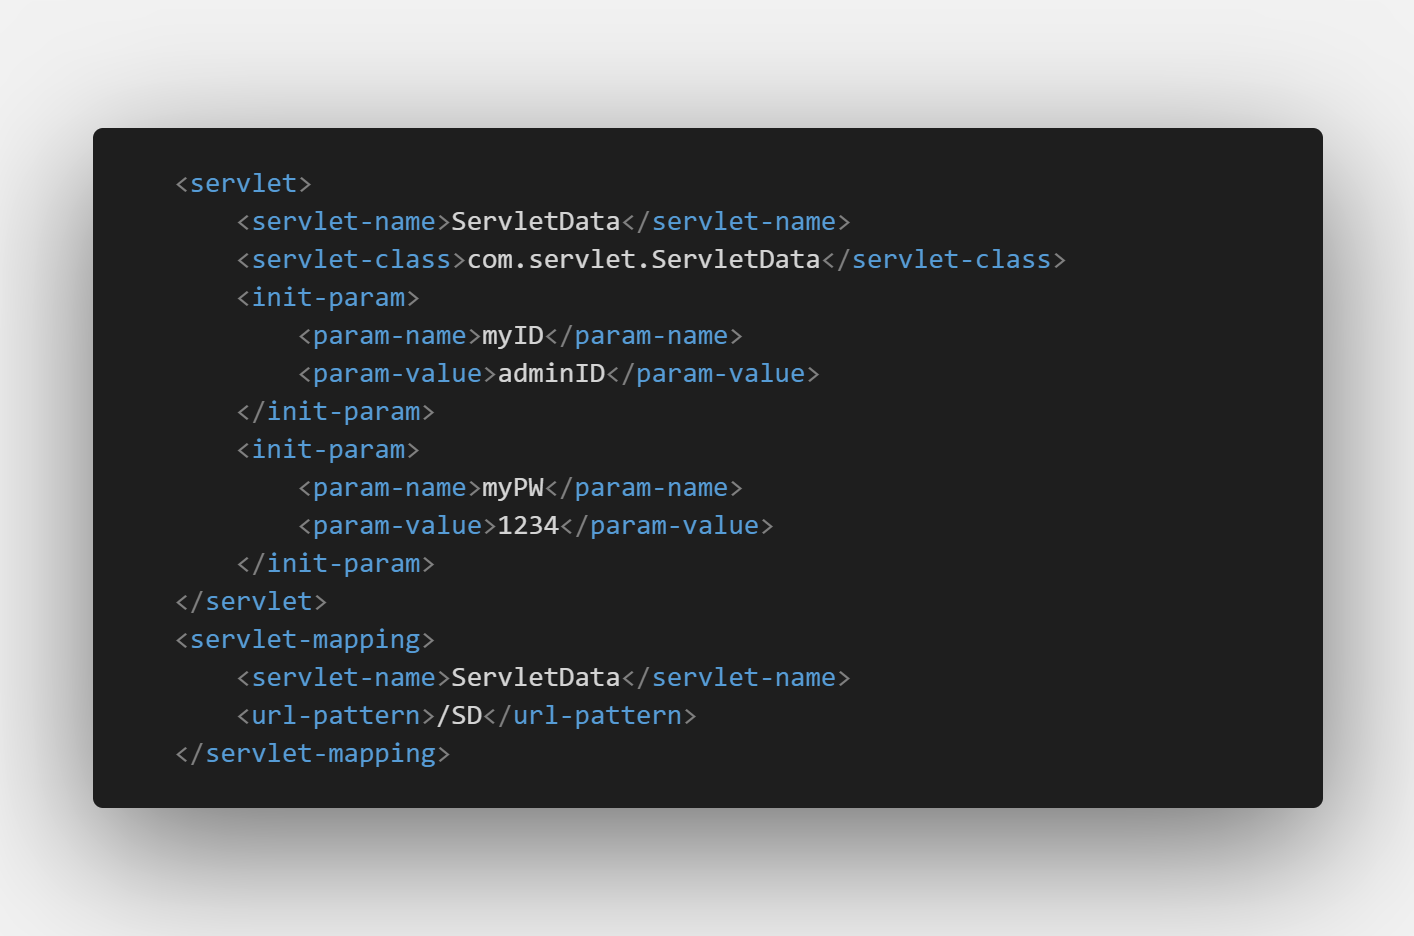 <servlet>
    <servlet-name>ServletData</servlet-name>
    <servlet-class>com.servlet.ServletData</servlet-class>
    <init-param>
        <param-name>myID</param-name>
        <param-value>adminID</param-value>
    </init-param>
    <init-param>
        <param-name>myPW</param-name>
        <param-value>1234</param-value>
    </init-param>
</servlet>
<servlet-mapping>
    <servlet-name>ServletData</servlet-name>
    <url-pattern>/SD</url-pattern>
</servlet-mapping>